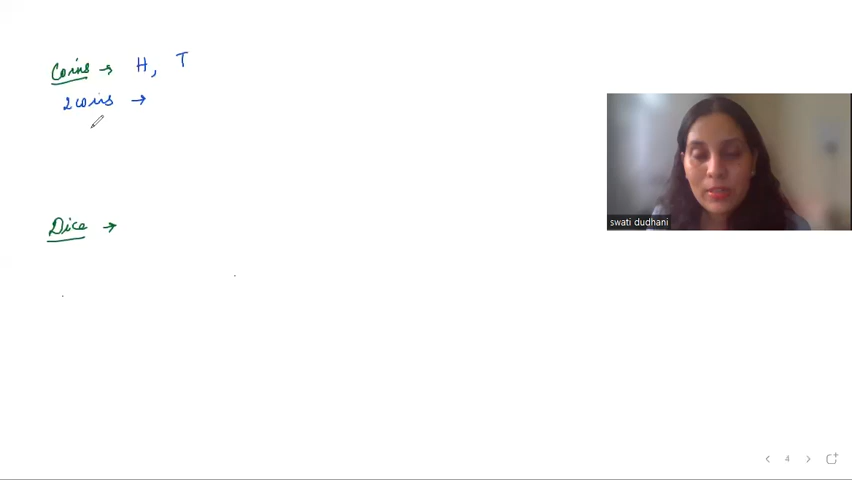 Coins → H, T
2 coins →
swati dudhani
Dice →
4